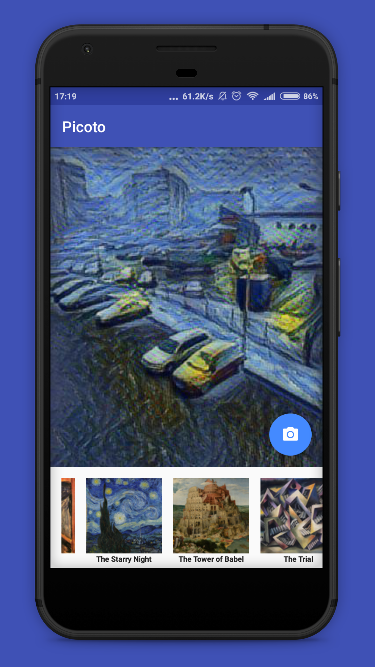 17:19 ... 61.2K/s 86%
Picoto
The Starry Night The Tower of Babel The Trial